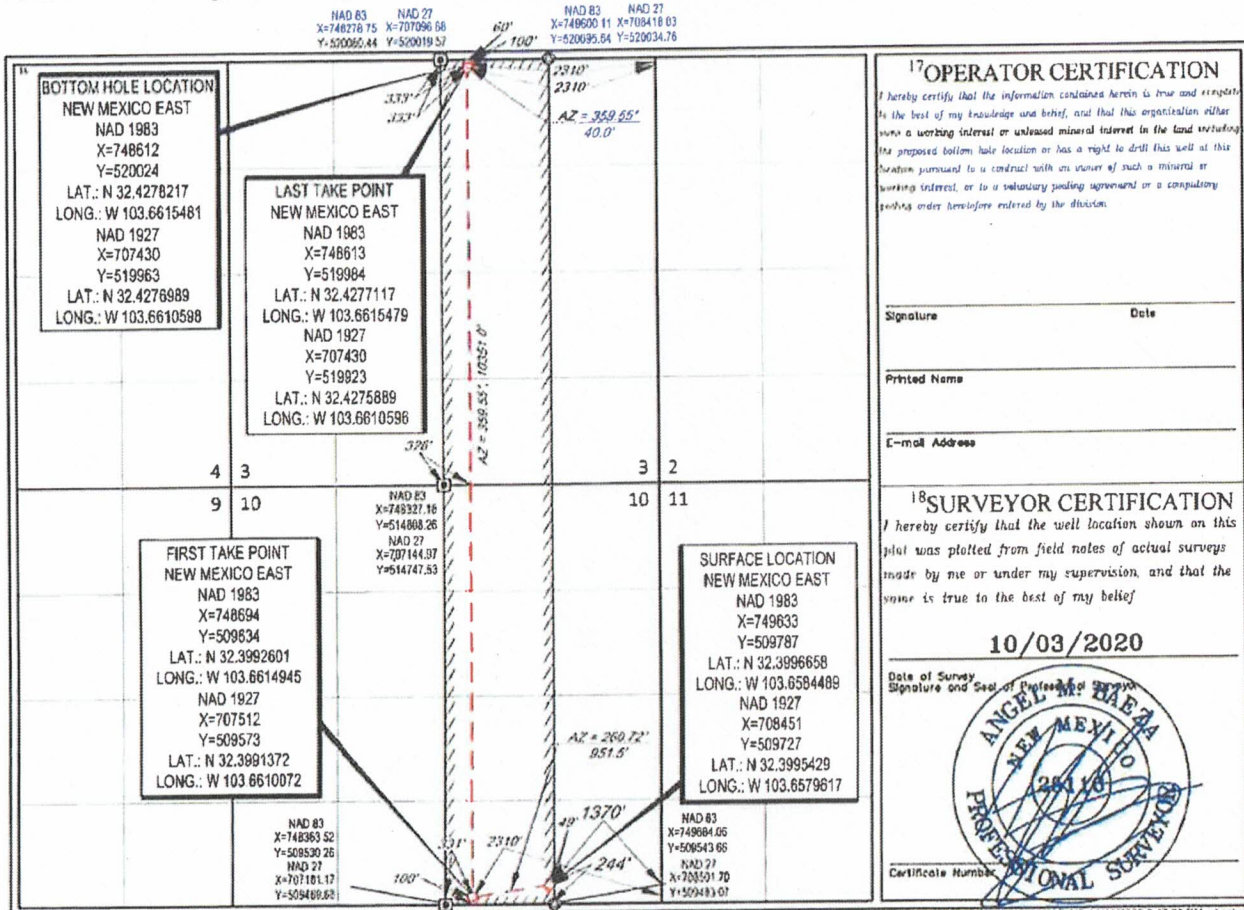 NAD 83
X=748278.75
Y=520060.44
NAD 27
X=707096.68
Y=520019.57
60'
100'
NAD 83
X=749600.11
Y=520095.64
NAD 27
X=708418.03
Y=520034.76
16
BOTTOM HOLE LOCATION
NEW MEXICO EAST
NAD 1983
X=748612
Y=520024
LAT.: N 32.4278217
LONG.: W 103.6615481
NAD 1927
X=707430
Y=519963
LAT.: N 32.4276989
LONG.: W 103.6610598
333'
333'
2310'
2310'
AZ = 359.55°
40.0'
LAST TAKE POINT
NEW MEXICO EAST
NAD 1983
X=748613
Y=519984
LAT.: N 32.4277117
LONG.: W 103.6615479
NAD 1927
X=707430
Y=519923
LAT.: N 32.4275889
LONG.: W 103.6610596
AZ = 359.55°, 10351.0'
328'
4 3
9 10
3 2
10 11
NAD 83
X=748327.18
Y=514808.26
NAD 27
X=707144.97
Y=514747.53
FIRST TAKE POINT
NEW MEXICO EAST
NAD 1983
X=748694
Y=509634
LAT.: N 32.3992601
LONG.: W 103.6614945
NAD 1927
X=707512
Y=509573
LAT.: N 32.3991372
LONG.: W 103.6610072
SURFACE LOCATION
NEW MEXICO EAST
NAD 1983
X=749633
Y=509787
LAT.: N 32.3996658
LONG.: W 103.6584489
NAD 1927
X=708451
Y=509727
LAT.: N 32.3995429
LONG.: W 103.6579617
AZ = 260.72°
951.5'
NAD 83
X=748363.52
Y=509530.26
NAD 27
X=707181.17
Y=509469.68
331'
100'
2310'
49'
1370'
244'
NAD 83
X=749684.06
Y=509543.66
NAD 27
X=708501.70
Y=509483.07
17 OPERATOR CERTIFICATION
I hereby certify that the information contained herein is true and complete
to the best of my knowledge and belief, and that this organization either
owns a working interest or unleased mineral interest in the land including
the proposed bottom hole location or has a right to drill this well at this
location pursuant to a contract with an owner of such a mineral or
working interest, or to a voluntary pooling agreement or a compulsory
pooling order heretofore entered by the division.
Signature Date
Printed Name
E-mail Address
18 SURVEYOR CERTIFICATION
I hereby certify that the well location shown on this
plat was plotted from field notes of actual surveys
made by me or under my supervision, and that the
same is true to the best of my belief
10/03/2020
Date of Survey
Signature and Seal of Professional Surveyor
ANGEL M. BAEZA
NEW MEXICO
25116
PROFESSIONAL SURVEYOR
Certificate Number